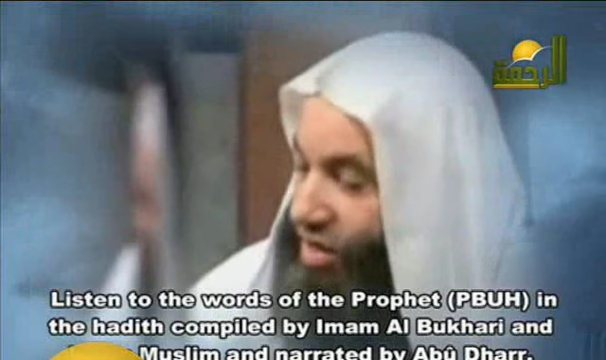 الرحمة
Listen to the words of the Prophet (PBUH) in
the hadith compiled by Imam Al Bukhari and
Muslim and narrated by Abû Dharr.